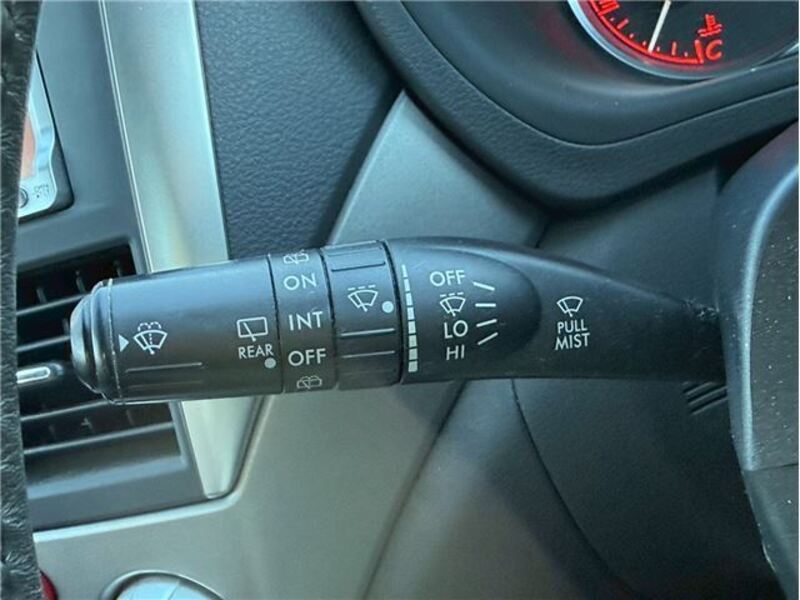 C
ON
INT
OFF
REAR
OFF
LO
HI
PULL
MIST